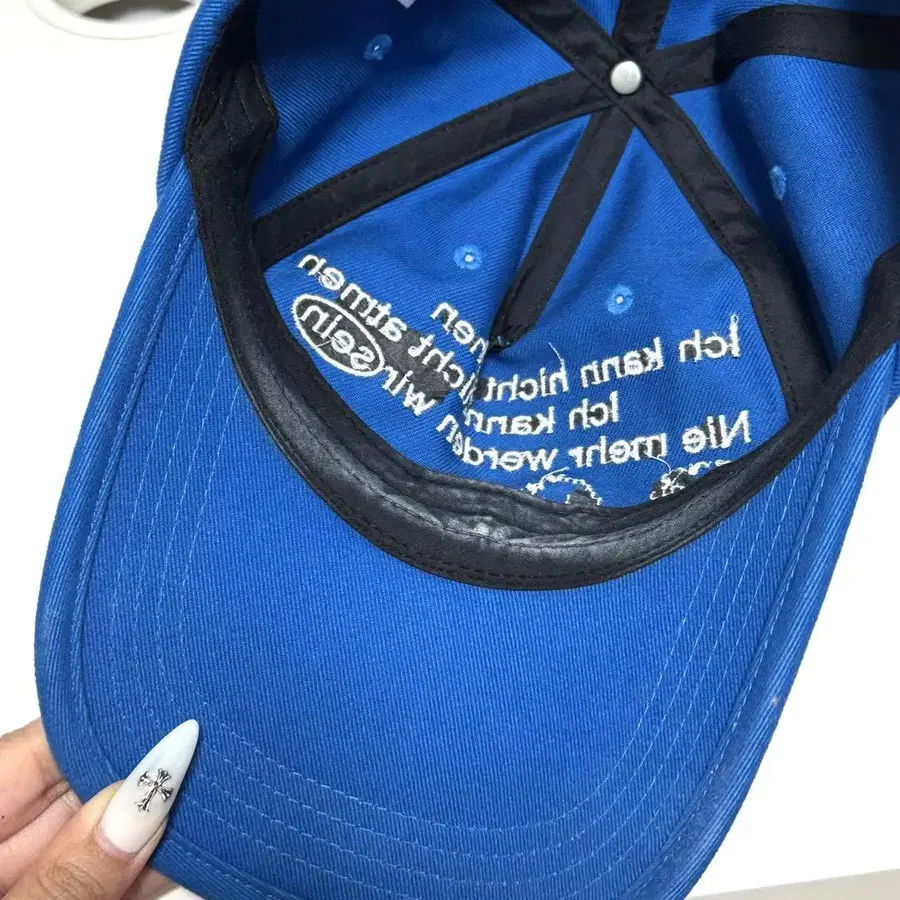 Ich kann nicht
Ich kann nicht atmen
Nie mehr werden wir Sein